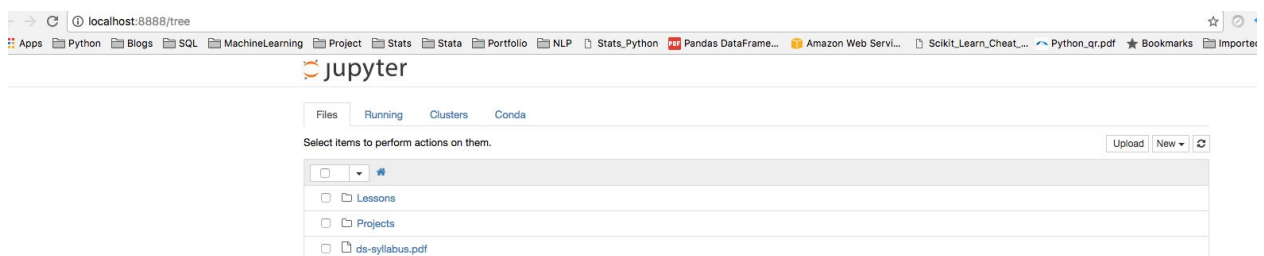 localhost:8888/tree
Apps Python Blogs SQL MachineLearning Project Stats Stata Portfolio NLP Stats_Python PDF Pandas DataFrame... Amazon Web Servi... Scikit_Learn_Cheat_... Python_qr.pdf Bookmarks Imported
jupyter
Files Running Clusters Conda
Select items to perform actions on them. Upload New
Lessons
Projects
ds-syllabus.pdf